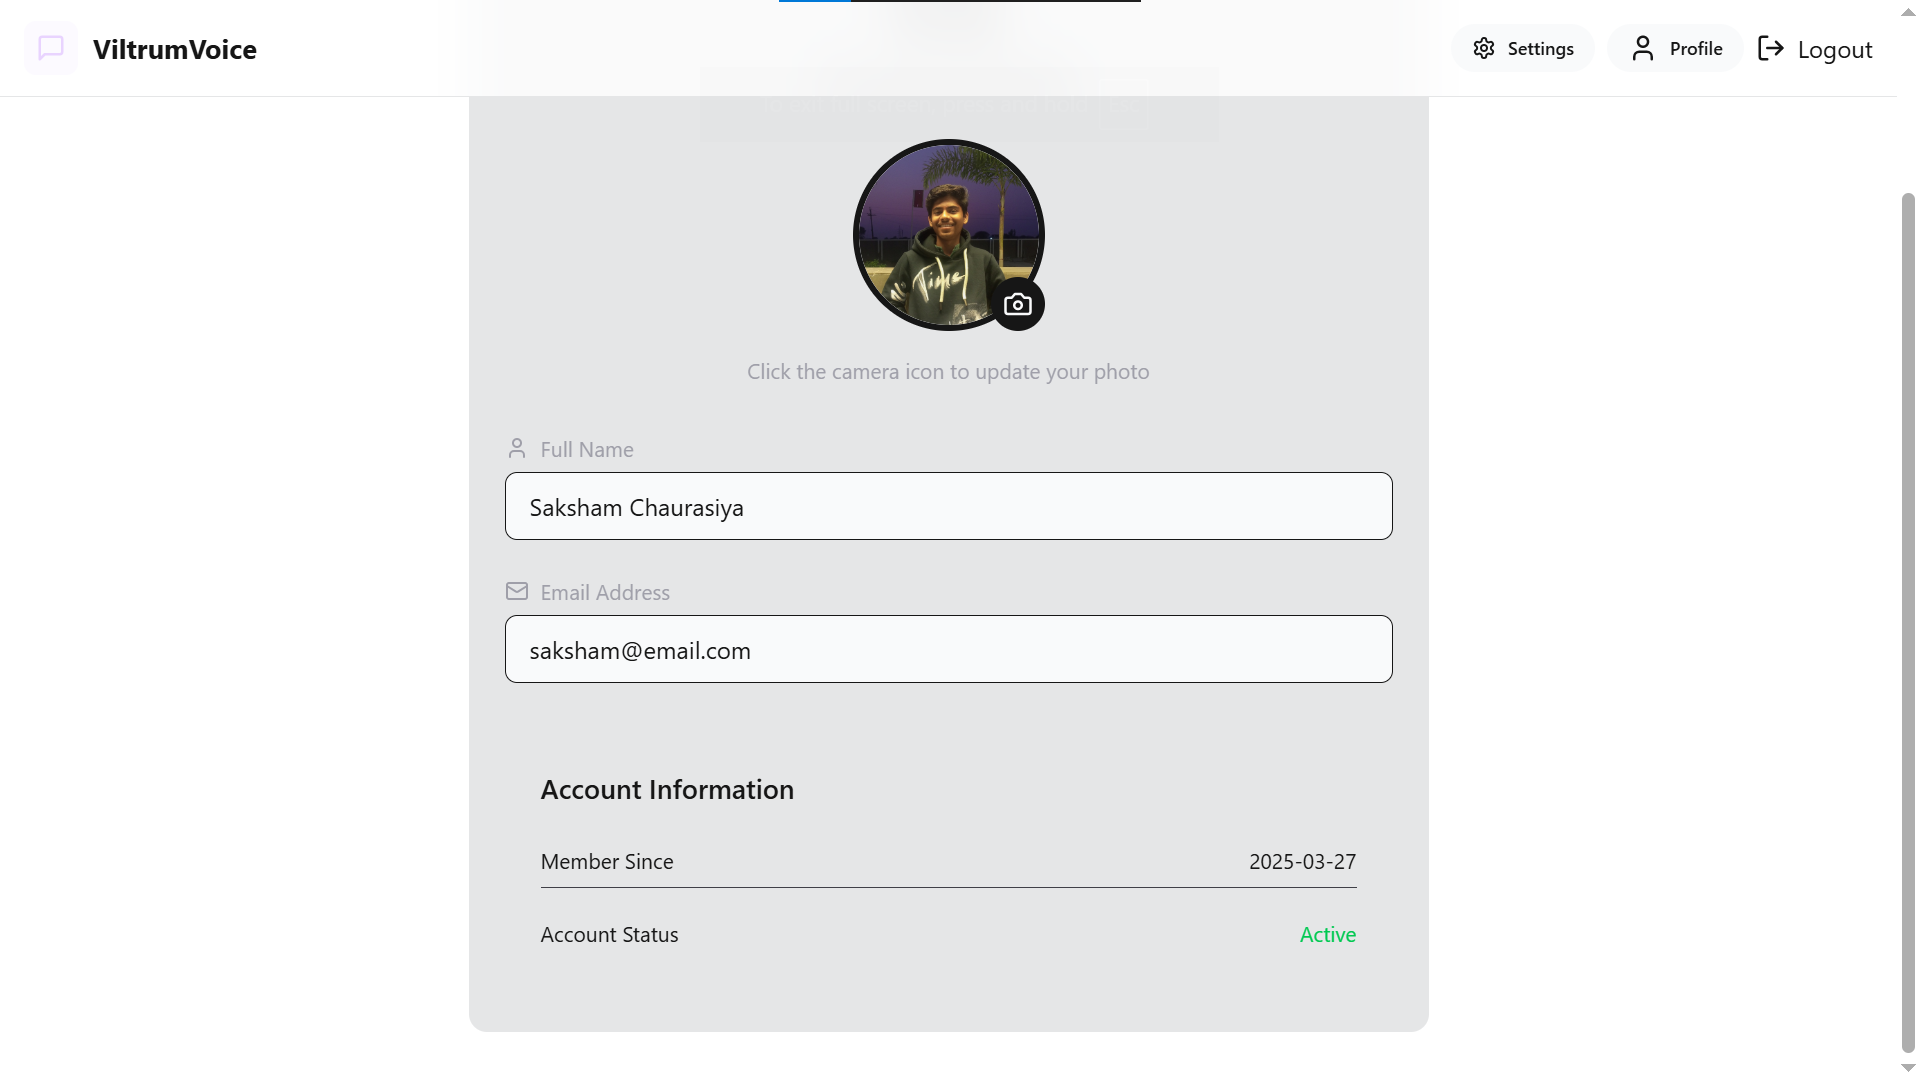 ViltrumVoice
Settings
Profile
Logout
Time
Click the camera icon to update your photo
Full Name
Saksham Chaurasiya
Email Address
saksham@email.com
Account Information
Member Since 2025-03-27
Account Status Active